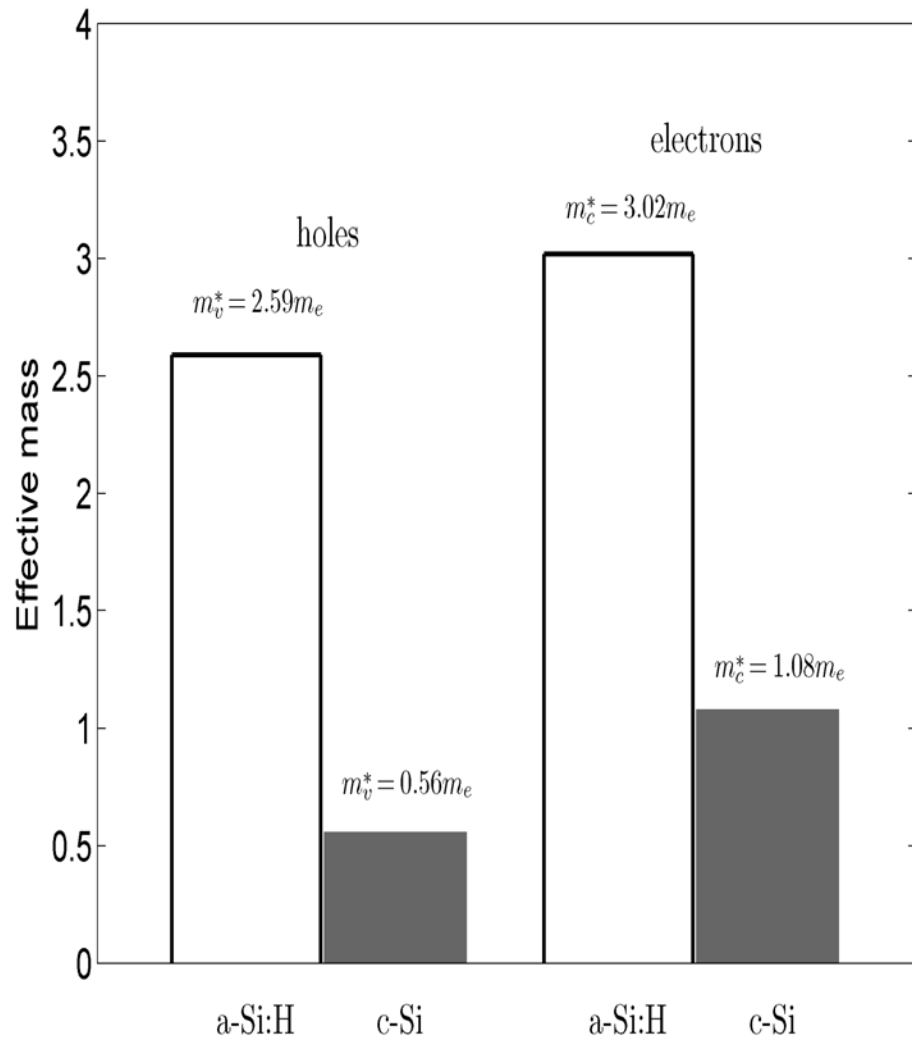 4
3.5
3
2.5
2
1.5
1
0.5
0
Effective mass
holes
electrons
m*v = 2.59me
m*v = 0.56me
m*c = 3.02me
m*c = 1.08me
a-Si:H
c-Si
a-Si:H
c-Si